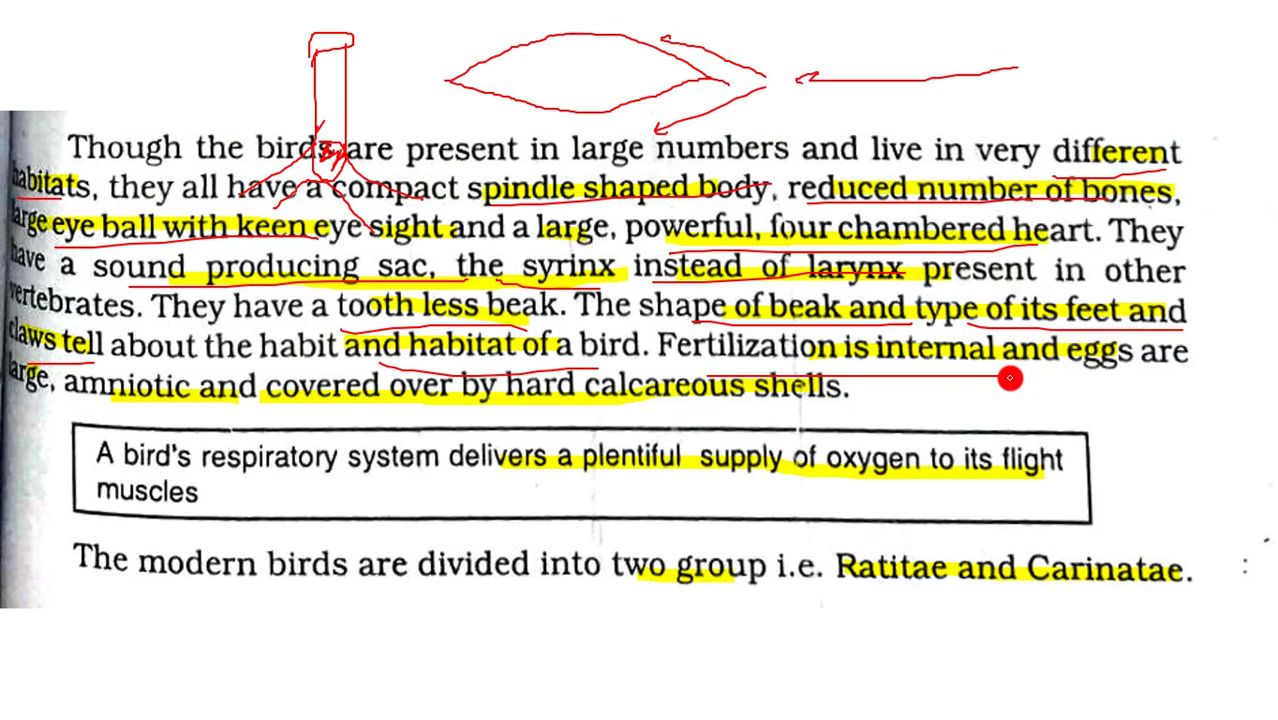 Though the birds are present in large numbers and live in very different
habitats, they all have a compact spindle shaped body, reduced number of bones,
large eye ball with keen eye sight and a large, powerful, four chambered heart. They
have a sound producing sac, the syrinx instead of larynx present in other
vertebrates. They have a tooth less beak. The shape of beak and type of its feet and
claws tell about the habit and habitat of a bird. Fertilization is internal and eggs are
large, amniotic and covered over by hard calcareous shells.
A bird's respiratory system delivers a plentiful supply of oxygen to its flight
muscles
The modern birds are divided into two group i.e. Ratitae and Carinatae.